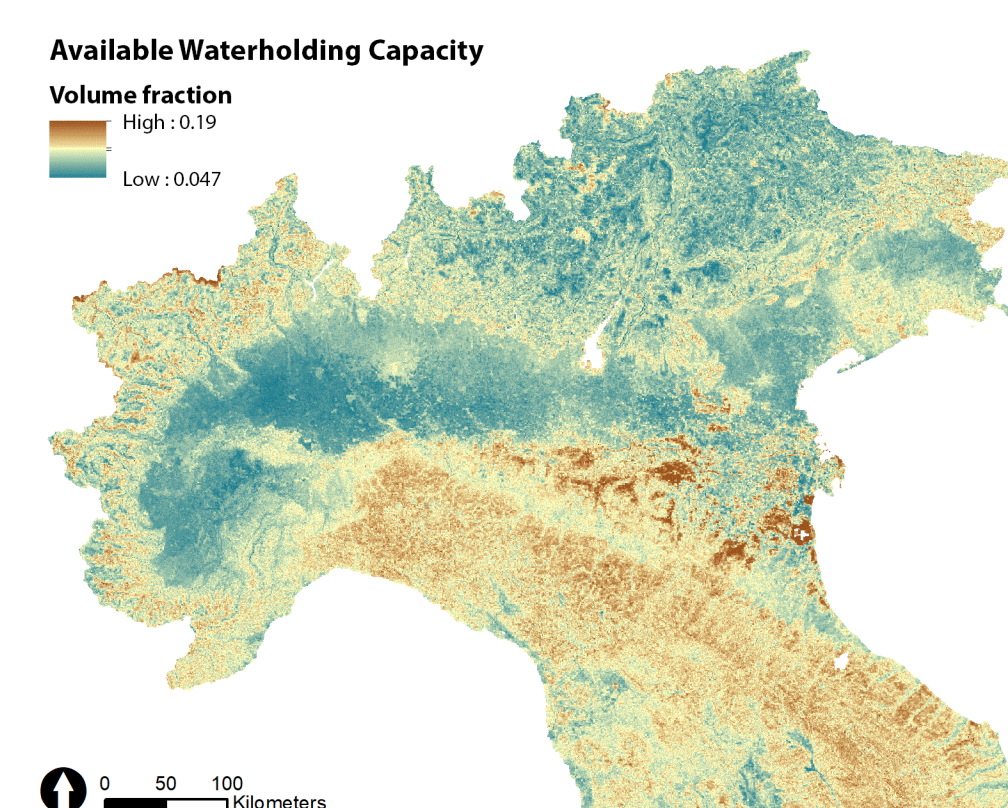 Available Waterholding Capacity
Volume fraction
High : 0.19
Low : 0.047
0 50 100
Kilometers